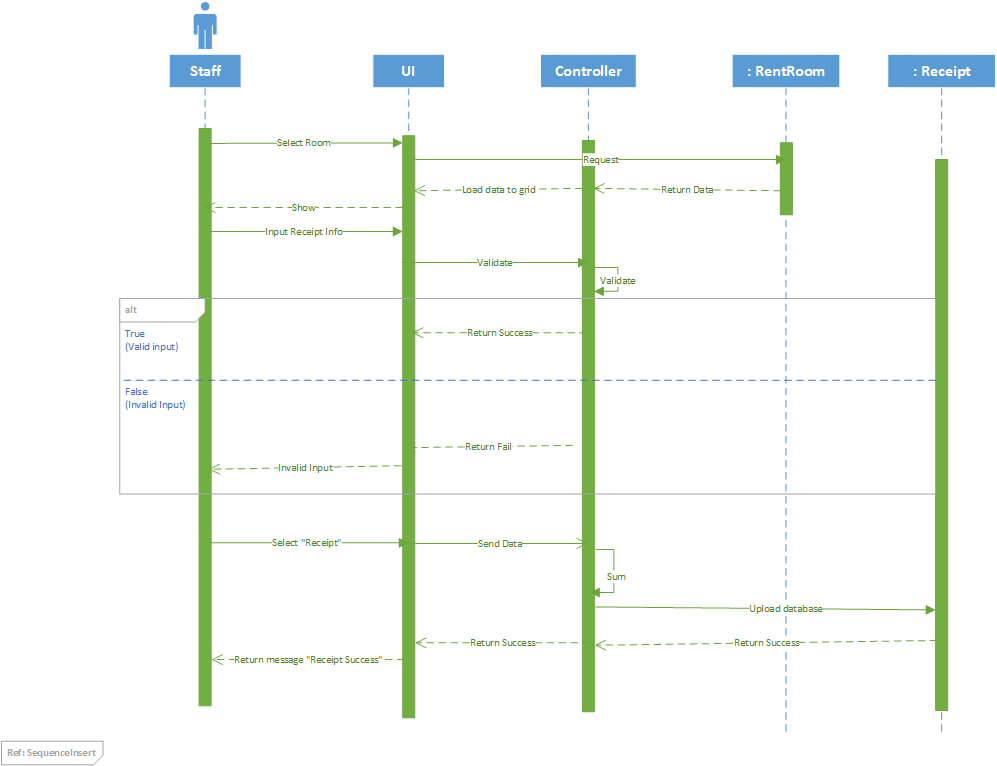 Staff
UI
Controller
: RentRoom
: Receipt
Select Room
Request
Load data to grid
Return Data
Show
Input Receipt Info
Validate
Validate
alt
True
(Valid input)
Return Success
False
(Invalid Input)
Return Fail
Invalid Input
Select "Receipt"
Send Data
Sum
Upload database
Return Success
Return Success
Return message "Receipt Success"
Ref: SequenceInsert